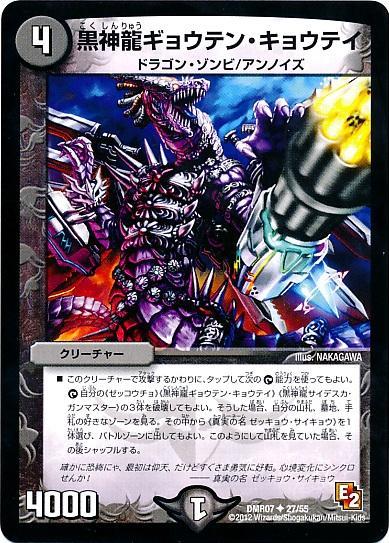 4
こくしんりゅう
黒神龍ギョウテン・キョウテイ
ドラゴン・ゾンビ/アンノイズ
Illus. NAKAGAWA
クリーチャー
■このクリーチャーで攻撃するかわりに、タップして次の 能力を使ってもよい。
自分の《ゼッコウチョ》《黒神龍ギョウテン・キョウテイ》《黒神龍サイデスカ・
ガンマスター》の3体を破壊してもよい。そうした場合、自分の山札、墓地、手
札の好きなゾーンを見る。その中から《真実の名 ゼッキョウ・サイキョウ》を1
体選び、バトルゾーンに出してもよい。このようにして山札を見ていた場合、そ
の後シャッフルする。
確かに恐縮にゃ、最初は仰天、だけどすぐさま勇気に好転。心境変化にシンクロ
せんか! ―― 真実の名 ゼッキョウ・サイキョウ
4000
1
E2
DMR07 ◆ 27/55
©2012 Wizards/Shogakukan/Mitsui-Kids